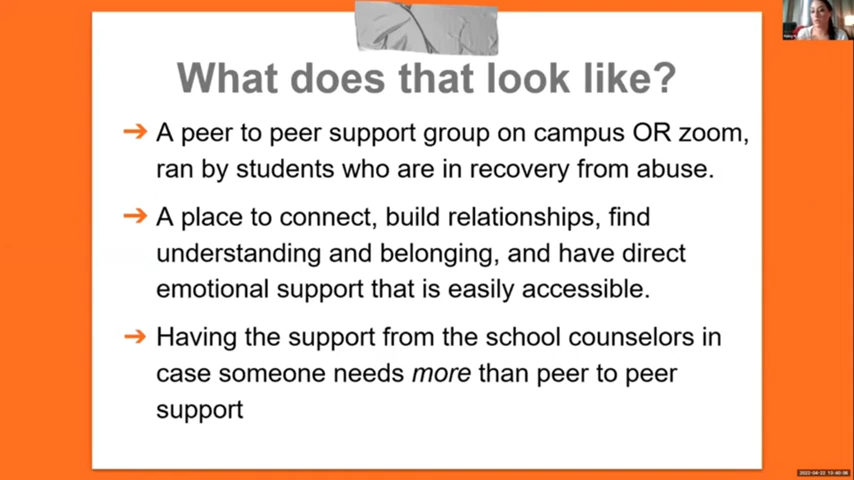 What does that look like?
➔ A peer to peer support group on campus OR zoom,
ran by students who are in recovery from abuse.
➔ A place to connect, build relationships, find
understanding and belonging, and have direct
emotional support that is easily accessible.
➔ Having the support from the school counselors in
case someone needs more than peer to peer
support